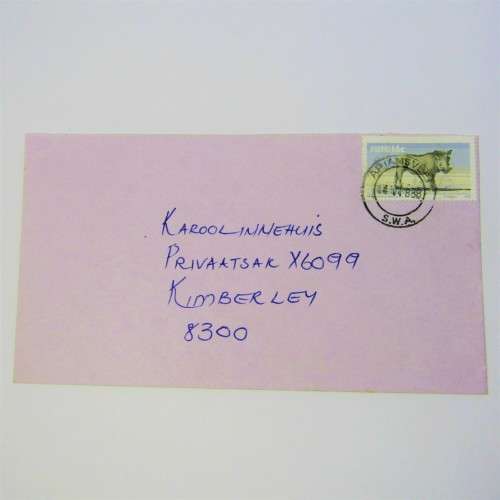 KAROOLINNEHUIS
PRIVAATSAK X6099
KIMBERLEY
8300
S.W.A.